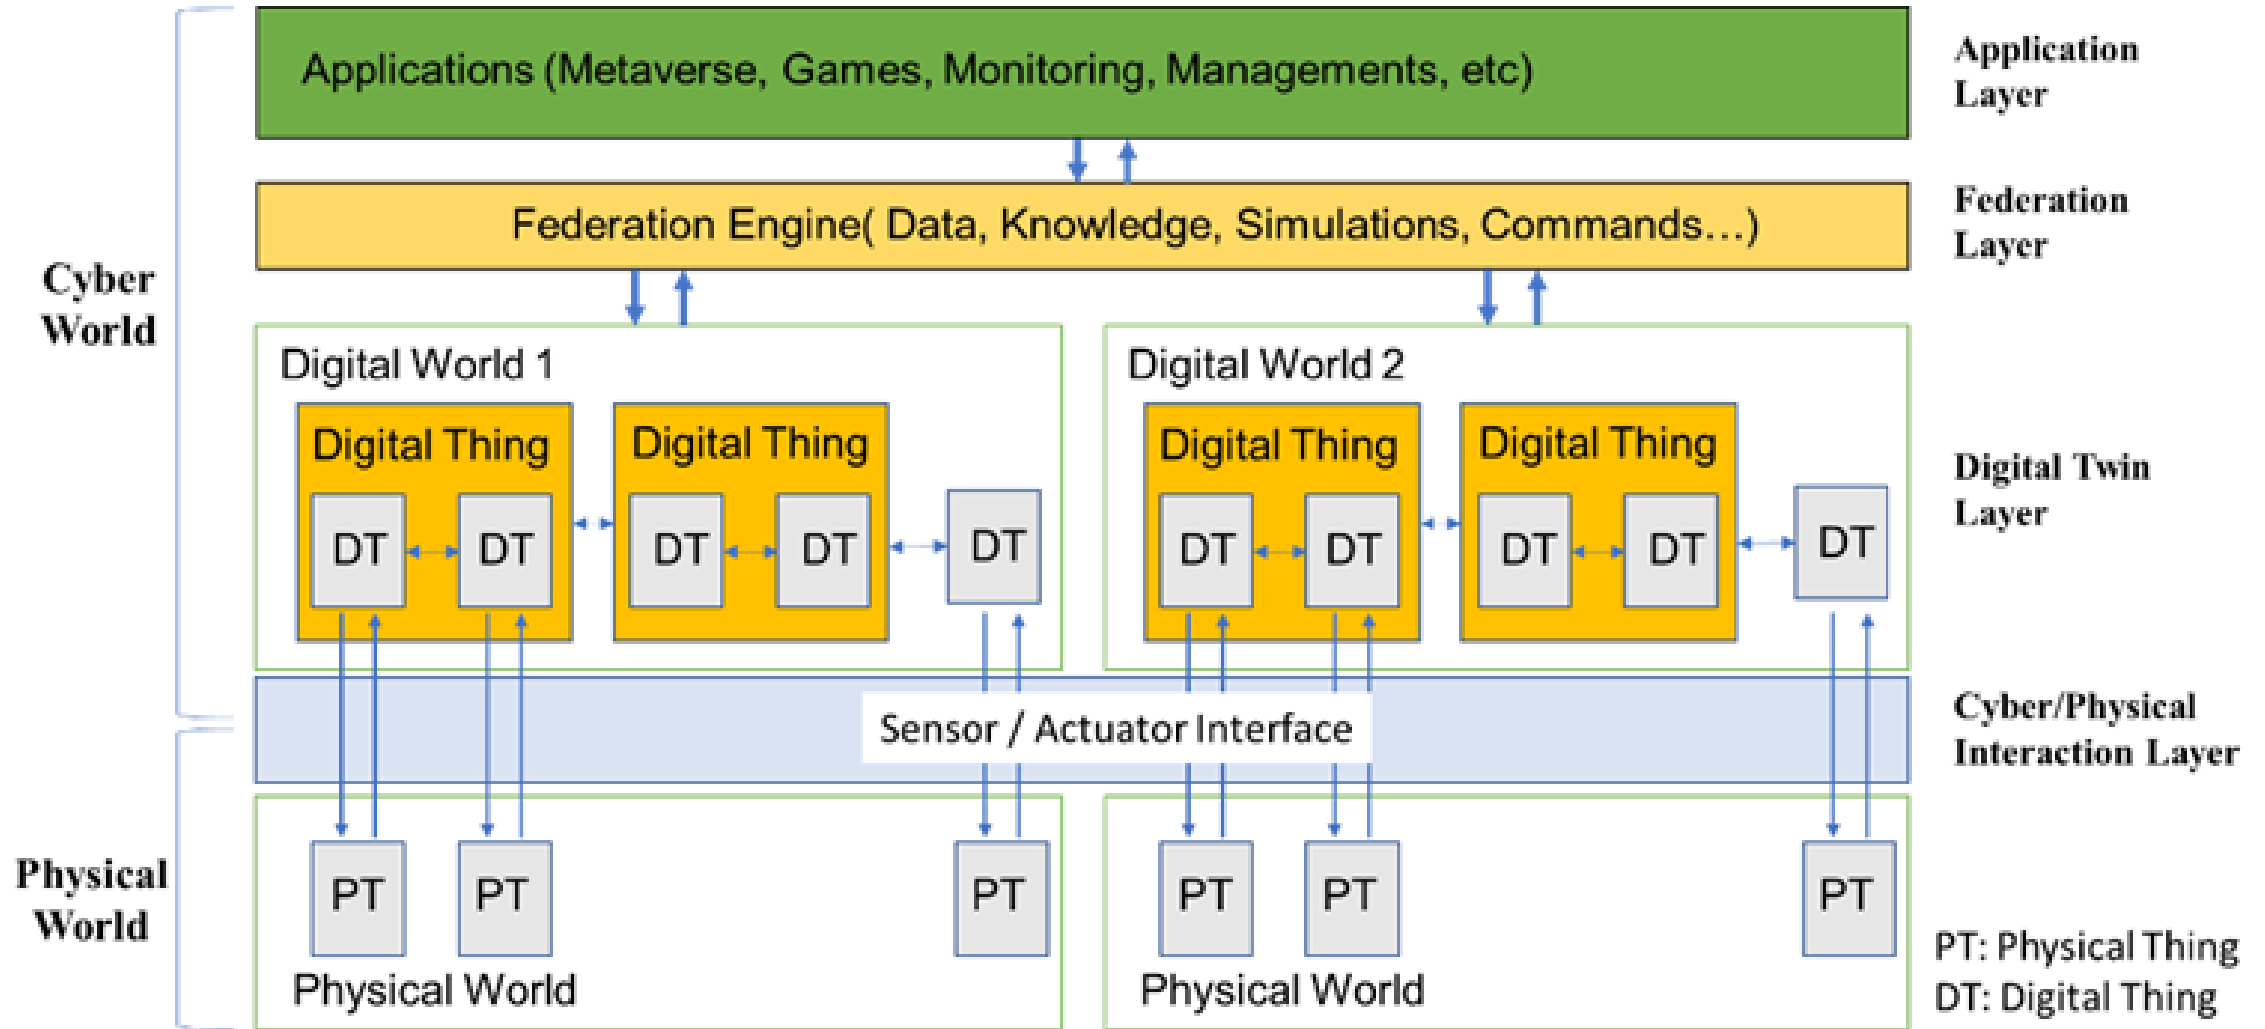 Applications (Metaverse, Games, Monitoring, Managements, etc)
Application
Layer
Federation Engine( Data, Knowledge, Simulations, Commands...)
Federation
Layer
Cyber
World
Digital World 1
Digital Thing
Digital Thing
DT
DT
DT
DT
DT
Digital World 2
Digital Thing
Digital Thing
DT
DT
DT
DT
DT
Digital Twin
Layer
Sensor / Actuator Interface
Cyber/Physical
Interaction Layer
Physical
World
PT
PT
PT
Physical World
PT
PT
PT
Physical World
PT: Physical Thing
DT: Digital Thing